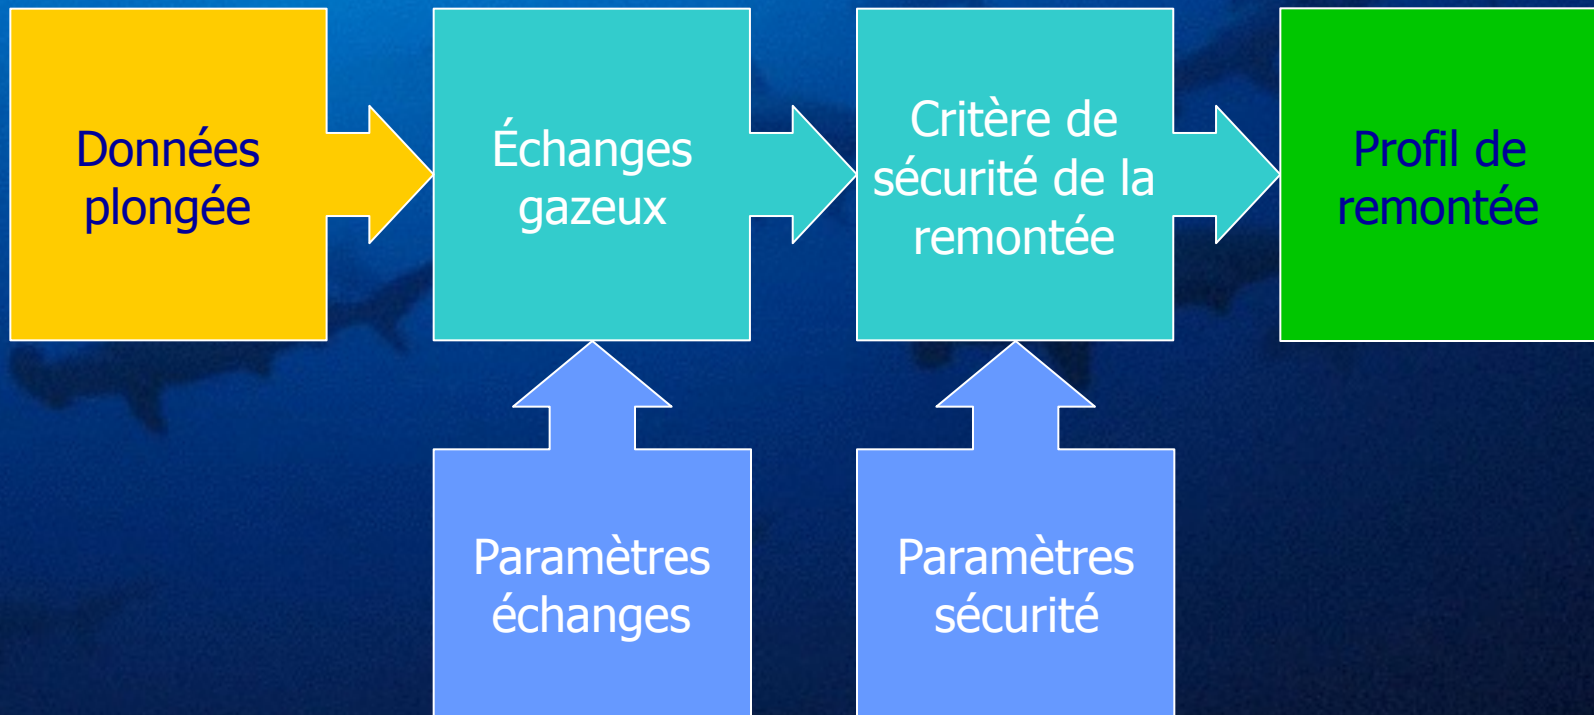 Données
plongée
Échanges
gazeux
Critère de
sécurité de la
remontée
Profil de
remontée
Paramètres
échanges
Paramètres
sécurité